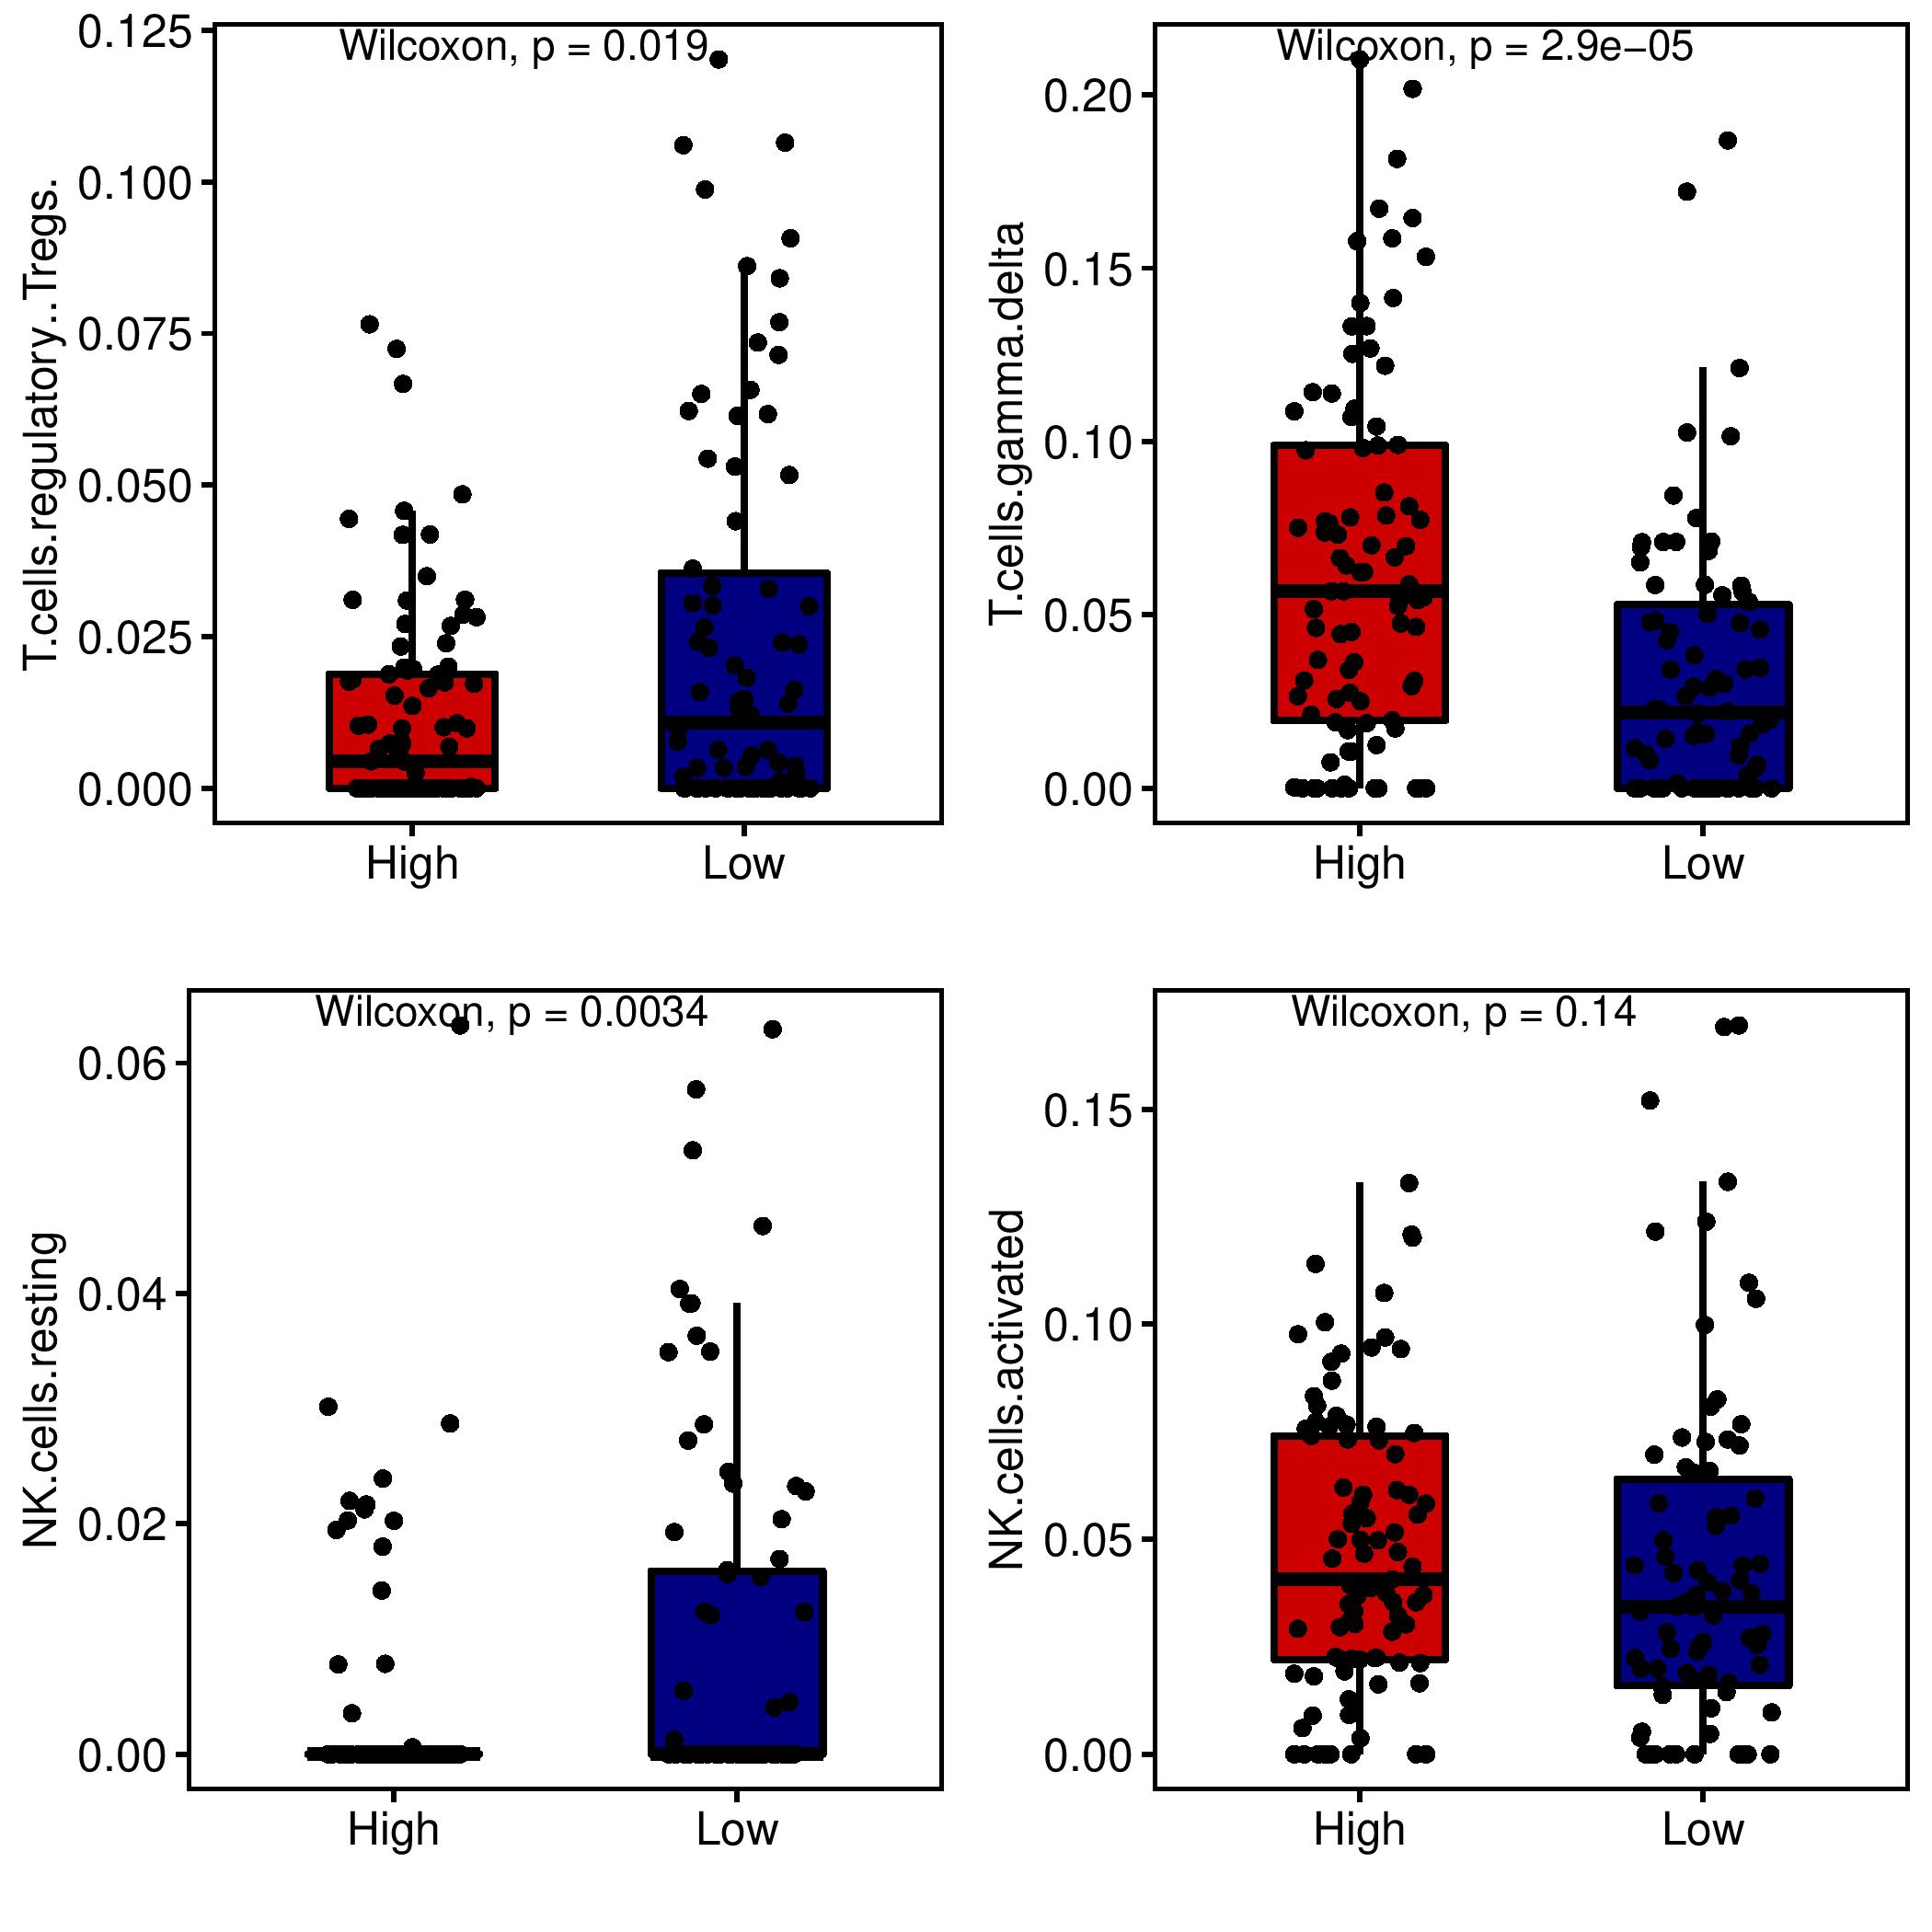 Wilcoxon, p = 0.019
T.cells.regulatory..Tregs.
0.125
0.100
0.075
0.050
0.025
0.000
High
Low
Wilcoxon, p = 2.9e−05
T.cells.gamma.delta
0.20
0.15
0.10
0.05
0.00
High
Low
Wilcoxon, p = 0.0034
NK.cells.resting
0.06
0.04
0.02
0.00
High
Low
Wilcoxon, p = 0.14
NK.cells.activated
0.15
0.10
0.05
0.00
High
Low